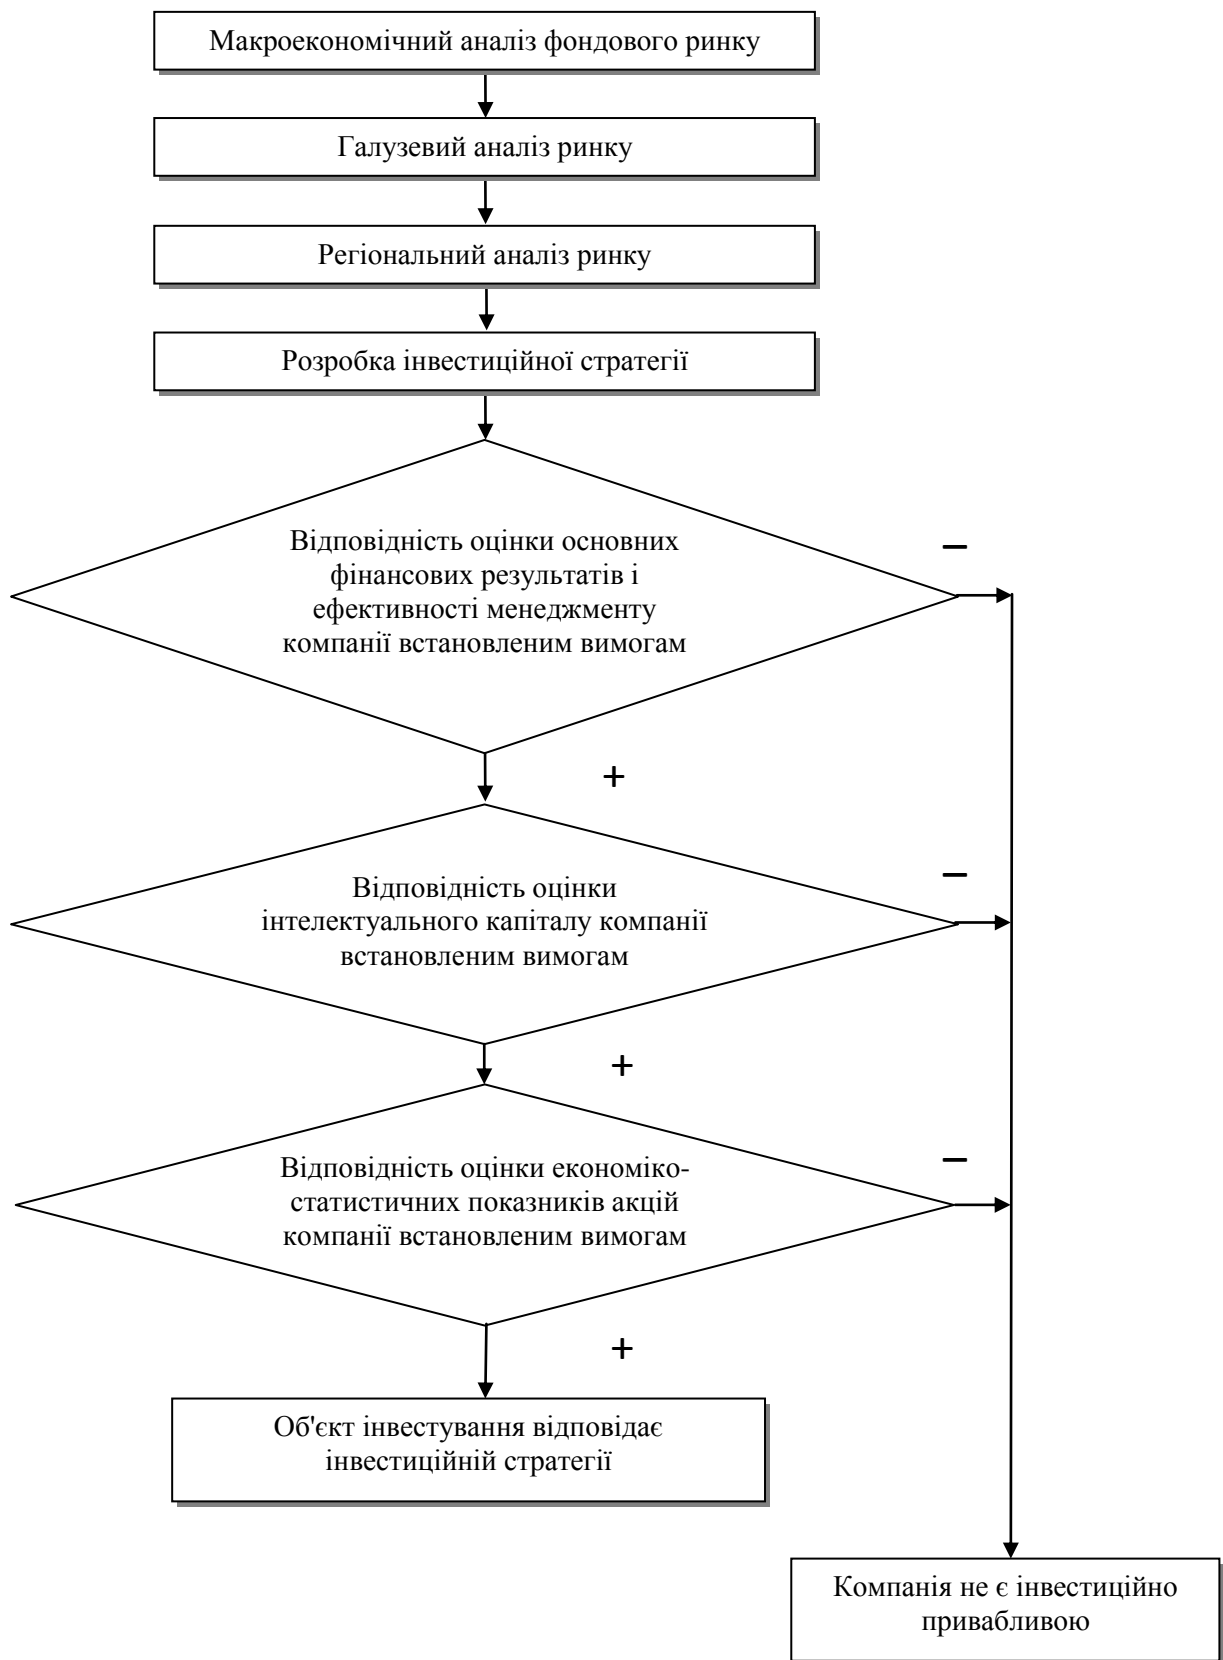 Макроекономічний аналіз фондового ринку
Галузевий аналіз ринку
Регіональний аналіз ринку
Розробка інвестиційної стратегії
Відповідність оцінки основних
фінансових результатів і
ефективності менеджменту
компанії встановленим вимогам
–
+
Відповідність оцінки
інтелектуального капіталу компанії
встановленим вимогам
–
+
Відповідність оцінки економіко-
статистичних показників акцій
компанії встановленим вимогам
–
+
Об'єкт інвестування відповідає
інвестиційній стратегії
Компанія не є інвестиційно
привабливою